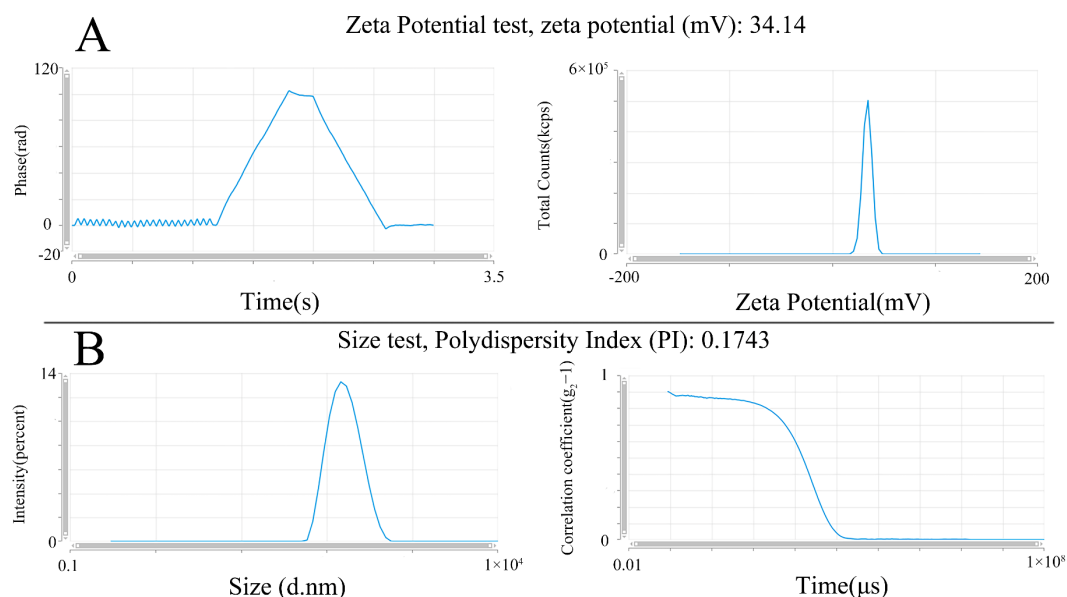 A
Zeta Potential test, zeta potential (mV): 34.14
120
0
-20
Phase(rad)
0
3.5
Time(s)
6×10⁵
0
Total Counts(kcps)
-200
200
Zeta Potential(mV)
B
Size test, Polydispersity Index (PI): 0.1743
14
0
Intensity(percent)
0.1
1×10⁴
Size (d.nm)
1
0
Correlation coefficient(g₂−1)
0.01
1×10⁸
Time(μs)